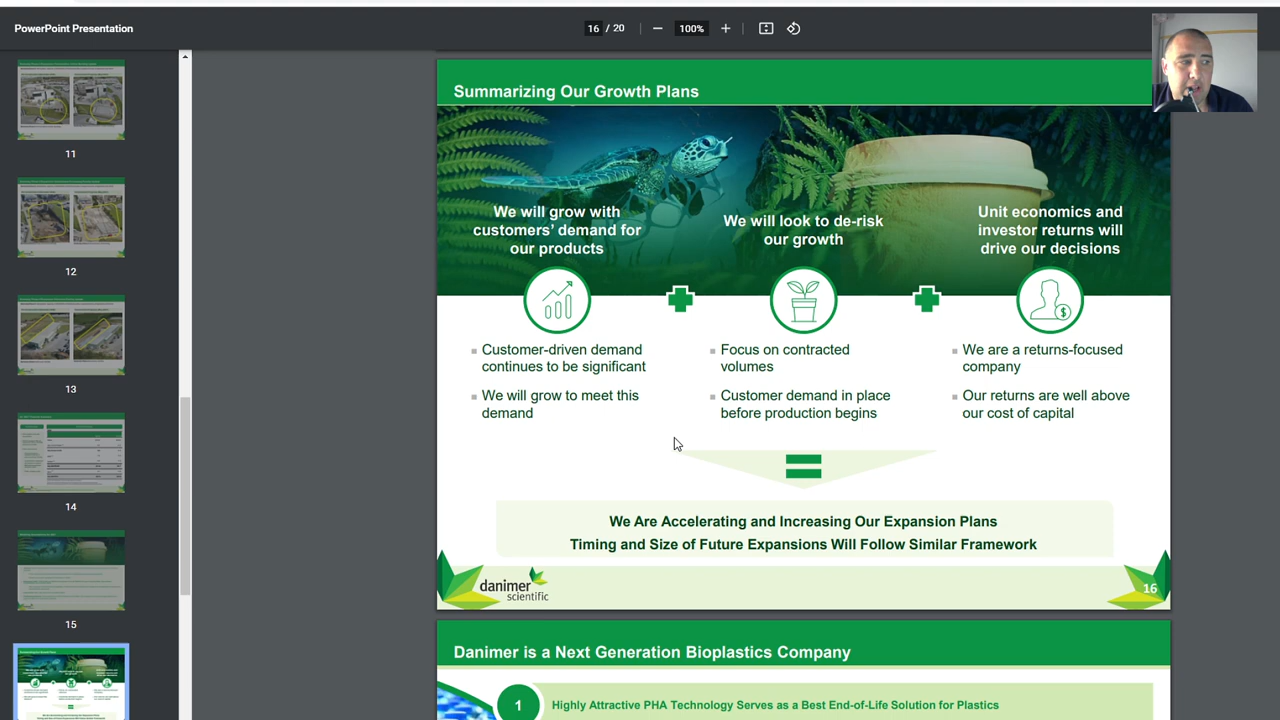 PowerPoint Presentation
16 / 20
100%
11
12
13
14
15
Summarizing Our Growth Plans
We will grow with
customers' demand for
our products
We will look to de-risk
our growth
Unit economics and
investor returns will
drive our decisions
Customer-driven demand
continues to be significant
We will grow to meet this
demand
Focus on contracted
volumes
Customer demand in place
before production begins
We are a returns-focused
company
Our returns are well above
our cost of capital
We Are Accelerating and Increasing Our Expansion Plans
Timing and Size of Future Expansions Will Follow Similar Framework
danimer
scientific
16
Danimer is a Next Generation Bioplastics Company
1
Highly Attractive PHA Technology Serves as a Best End-of-Life Solution for Plastics